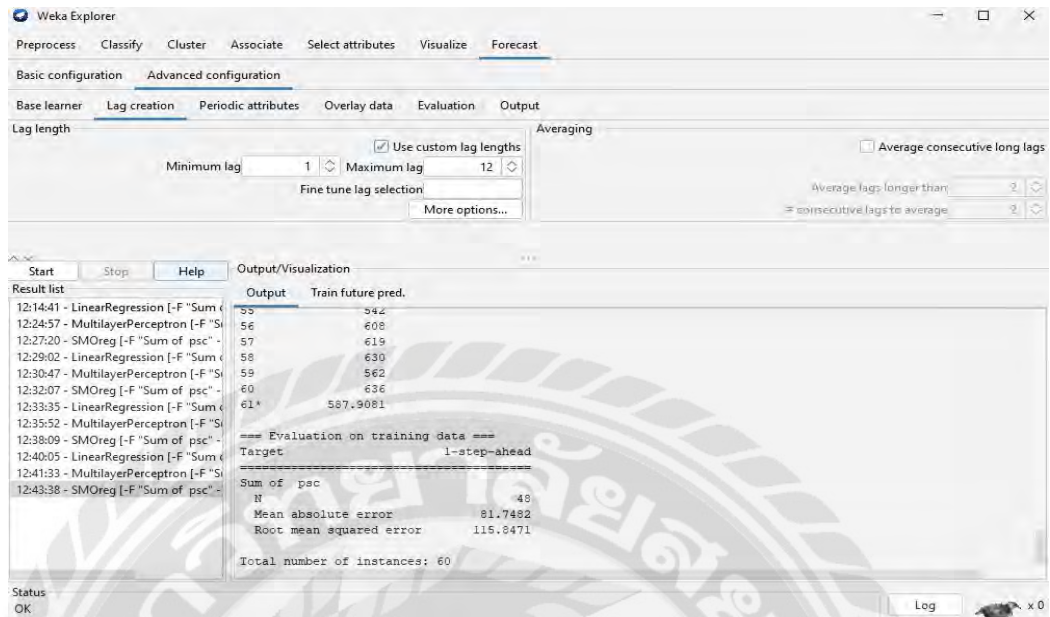 Weka Explorer
Preprocess Classify Cluster Associate Select attributes Visualize Forecast
Basic configuration Advanced configuration
Base learner Lag creation Periodic attributes Overlay data Evaluation Output
Lag length
Use custom lag lengths
Minimum lag 1 Maximum lag 12
Fine tune lag selection
More options...
Averaging
Average consecutive long lags
Average lags longer than 2
# consecutive lags to average 2
Start Stop Help
Result list
12:14:41 - LinearRegression [-F "Sum
12:24:57 - MultilayerPerceptron [-F "S
12:27:20 - SMOreg [-F "Sum of psc" -
12:29:02 - LinearRegression [-F "Sum
12:30:47 - MultilayerPerceptron [-F "S
12:32:07 - SMOreg [-F "Sum of psc" -
12:33:35 - LinearRegression [-F "Sum
12:35:52 - MultilayerPerceptron [-F "S
12:38:09 - SMOreg [-F "Sum of psc" -
12:40:05 - LinearRegression [-F "Sum
12:41:33 - MultilayerPerceptron [-F "S
12:43:38 - SMOreg [-F "Sum of psc" -
Output/Visualization
Output Train future pred.
55 542
56 608
57 619
58 630
59 562
60 636
61* 587.9081
=== Evaluation on training data ===
Target 1-step-ahead
=======================================
Sum of psc
N 48
Mean absolute error 81.7482
Root mean squared error 115.8471
Total number of instances: 60
Status
OK
Log x 0